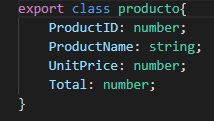 export class producto{
    ProductID: number;
    ProductName: string;
    UnitPrice: number;
    Total: number;
}